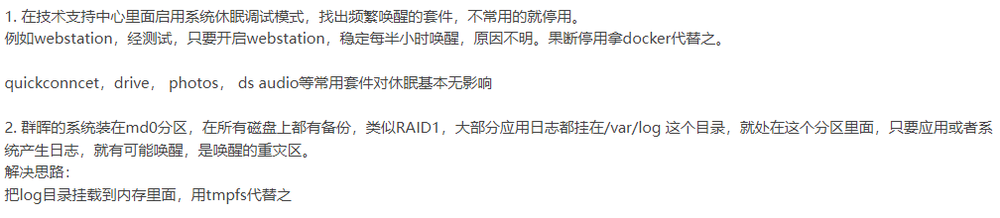 1. 在技术支持中心里面启用系统休眠调试模式，找出频繁唤醒的套件，不常用的就停用。
例如webstation，经测试，只要开启webstation，稳定每半小时唤醒，原因不明。果断停用拿docker代替之。
quickconncet，drive， photos， ds audio等常用套件对休眠基本无影响
2. 群晖的系统装在md0分区，在所有磁盘上都有备份，类似RAID1，大部分应用日志都挂在/var/log 这个目录，就处在这个分区里面，只要应用或者系
统产生日志，就有可能唤醒，是唤醒的重灾区。
解决思路：
把log目录挂载到内存里面，用tmpfs代替之